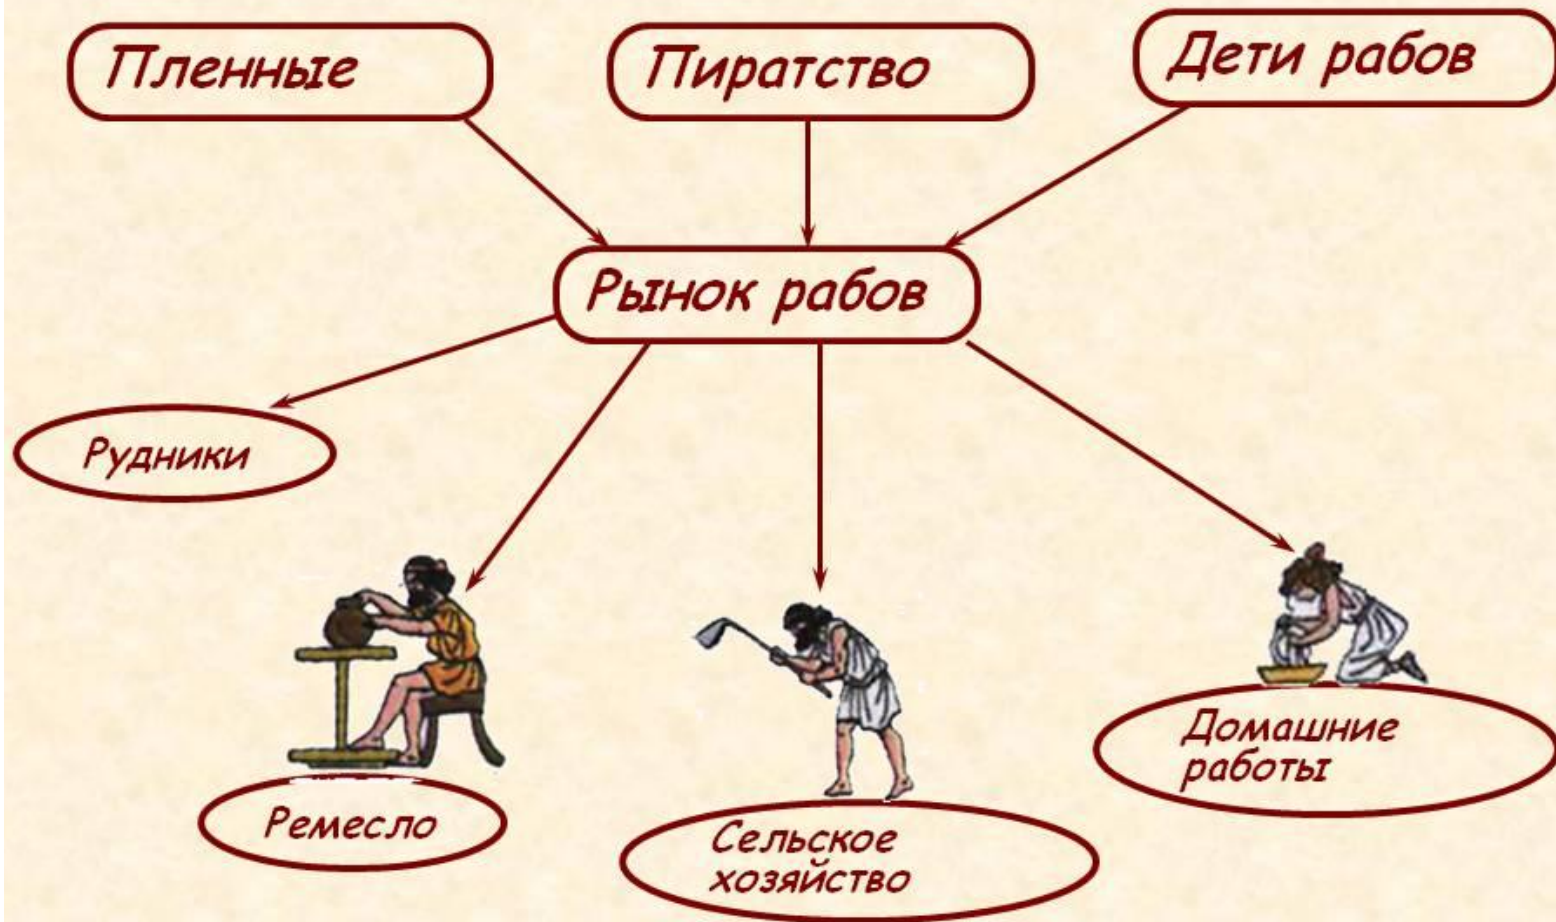 Пленные
Пиратство
Дети рабов
Рынок рабов
Рудники
Ремесло
Сельское
хозяйство
Домашние
работы